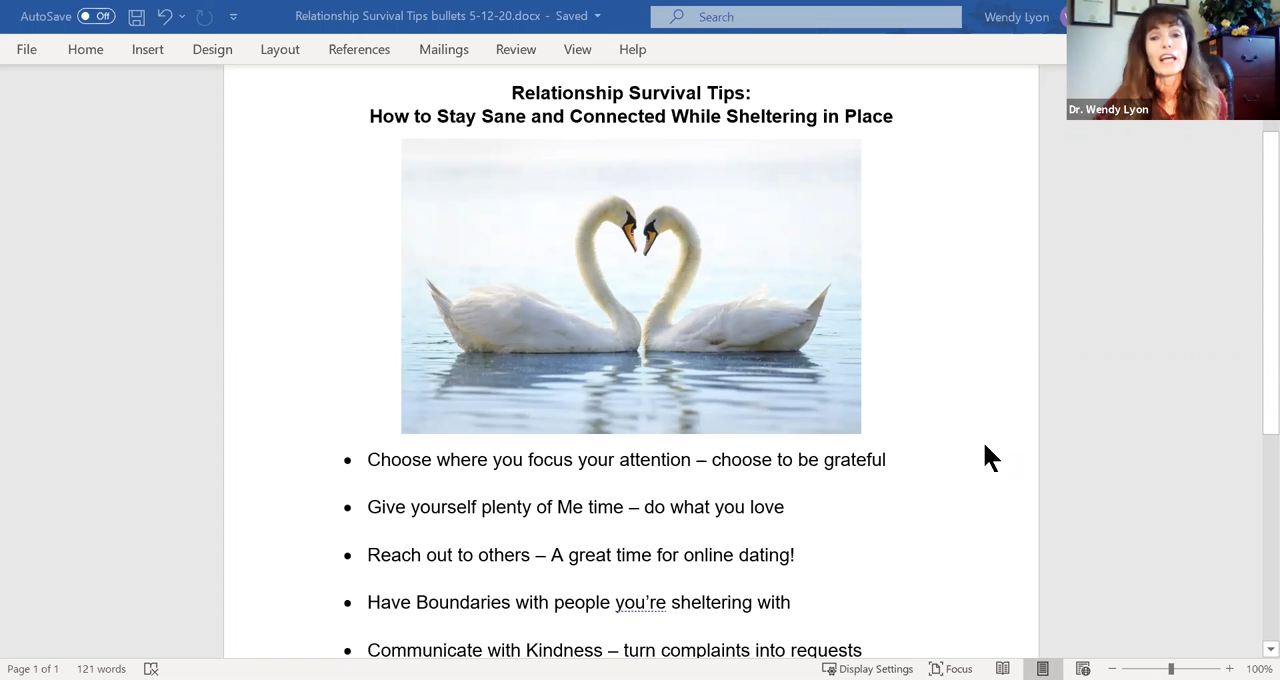 AutoSave Off Relationship Survival Tips bullets 5-12-20.docx - Saved Search Wendy Lyon
File Home Insert Design Layout References Mailings Review View Help
Dr. Wendy Lyon
Relationship Survival Tips:
How to Stay Sane and Connected While Sheltering in Place
• Choose where you focus your attention – choose to be grateful
• Give yourself plenty of Me time – do what you love
• Reach out to others – A great time for online dating!
• Have Boundaries with people you're sheltering with
• Communicate with Kindness – turn complaints into requests
Page 1 of 1 121 words Display Settings Focus 100%